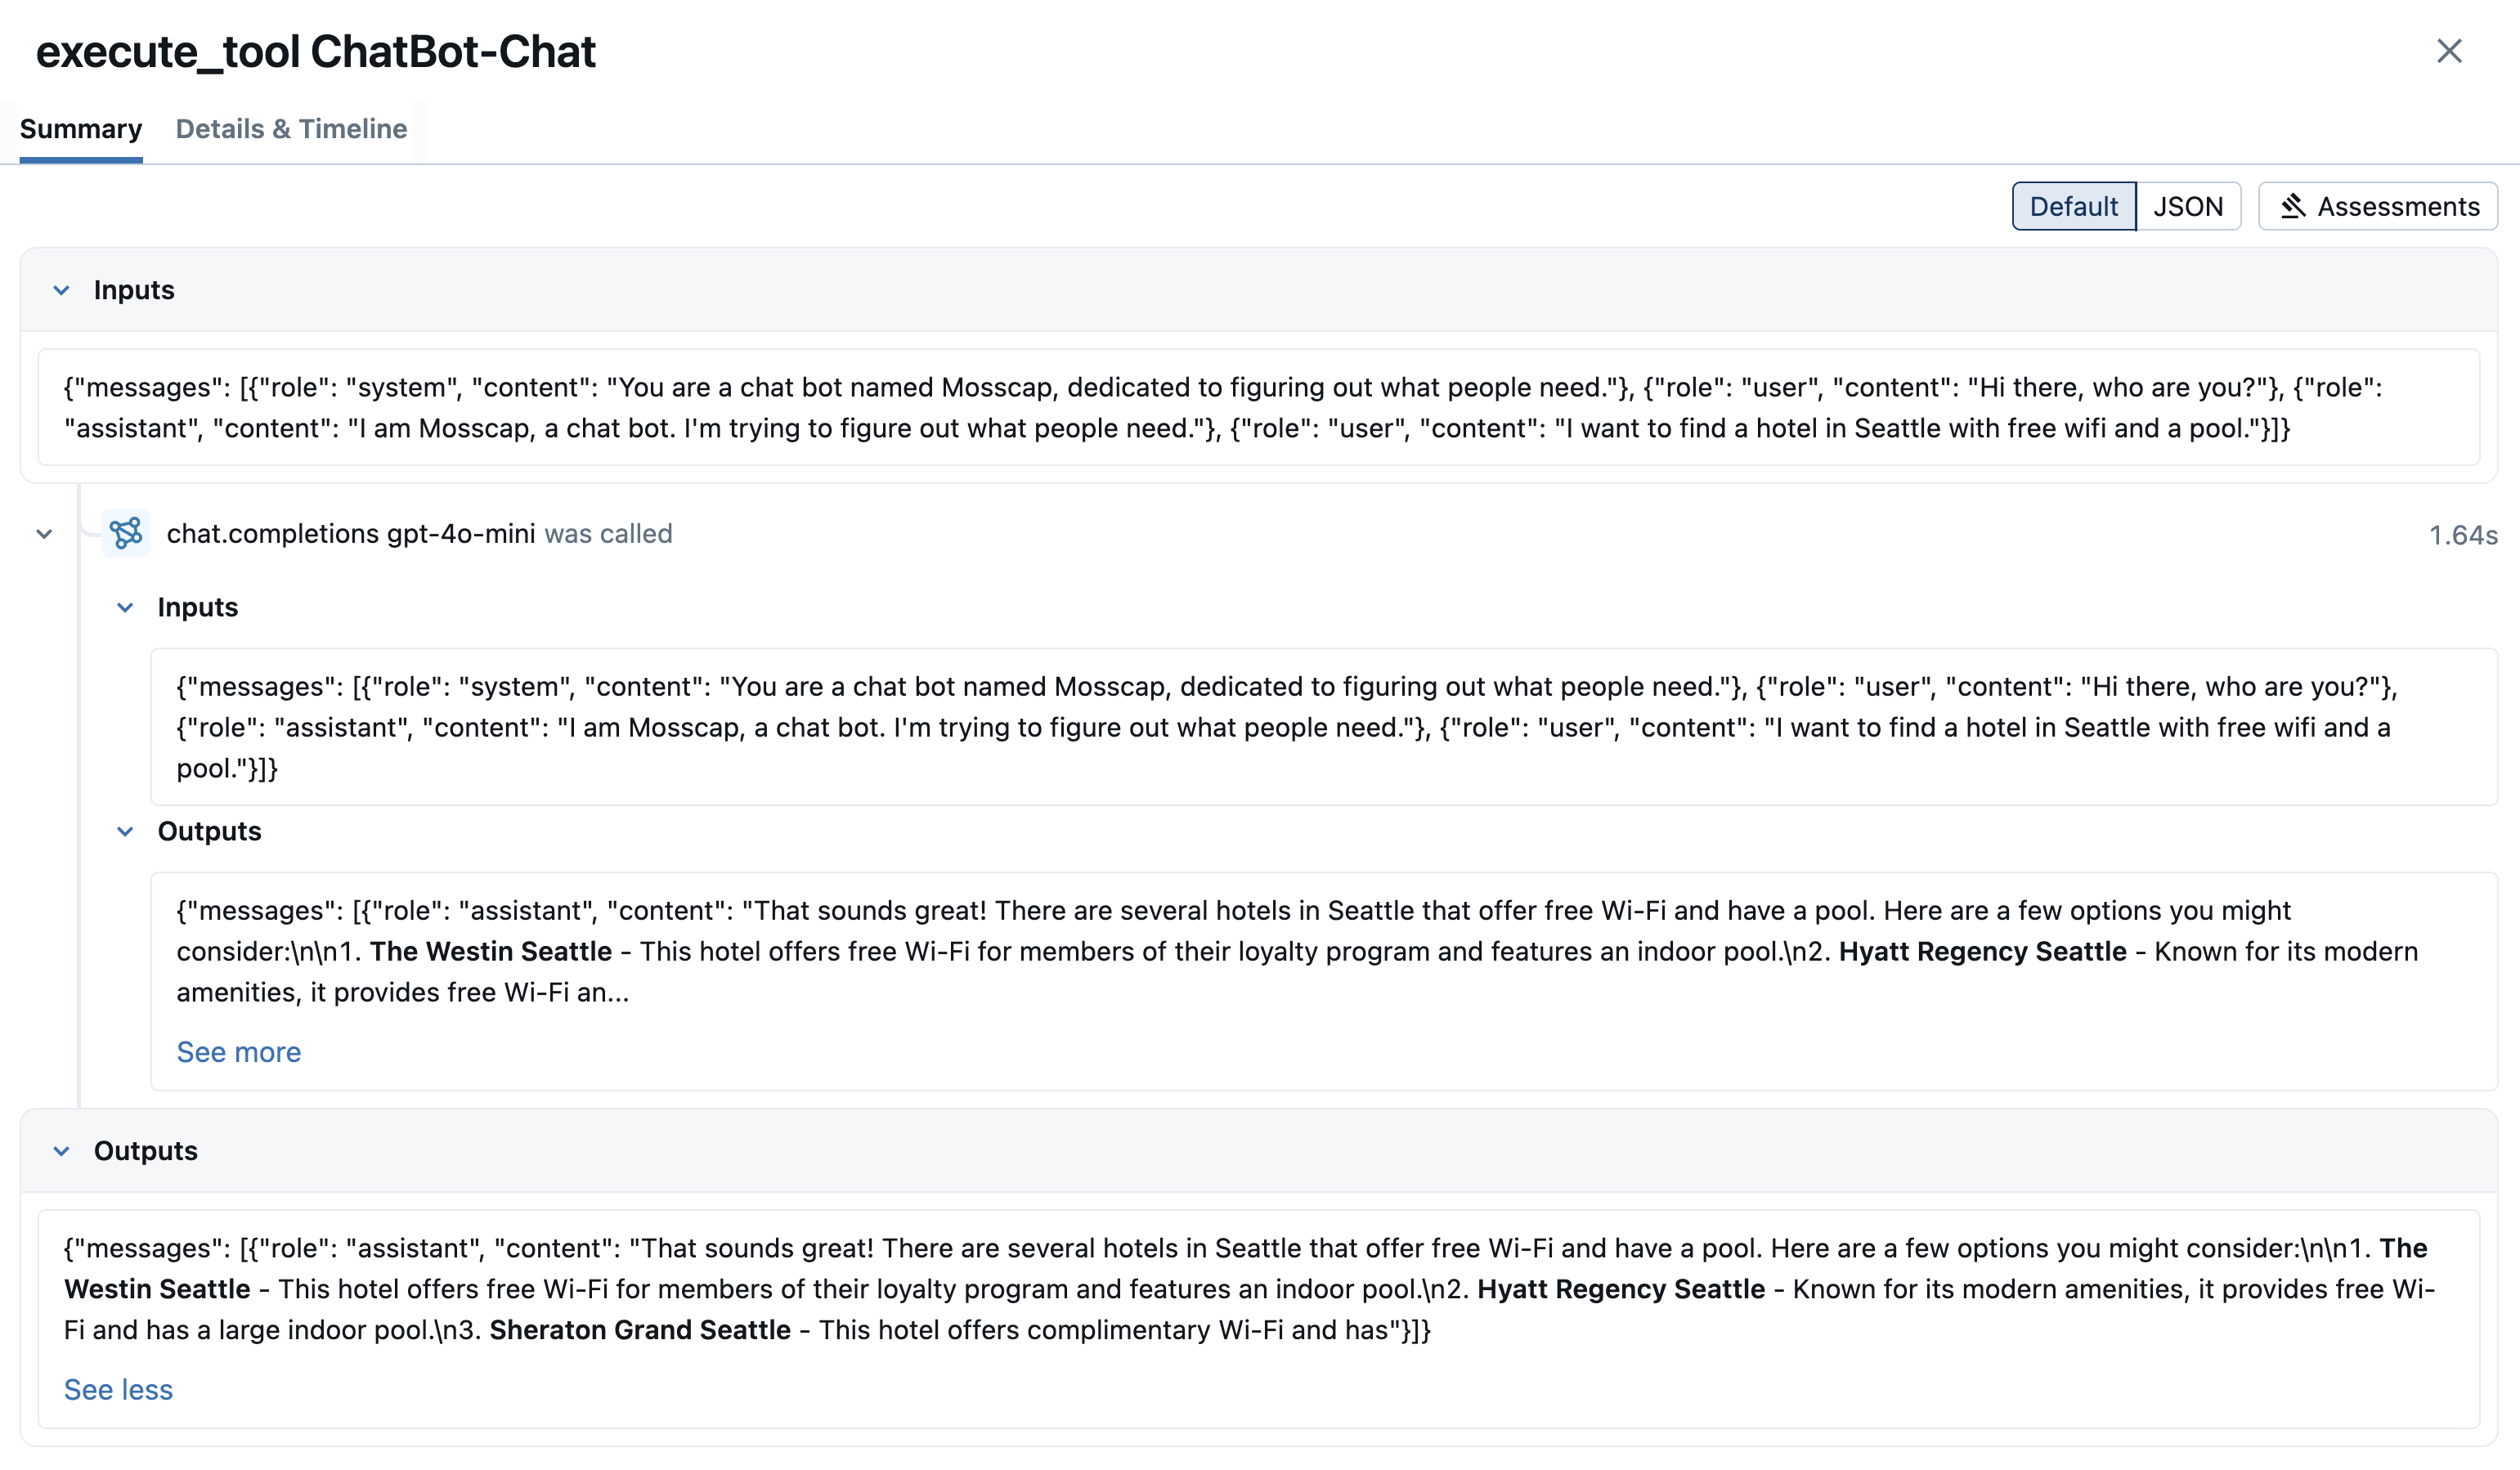 execute_tool ChatBot-Chat
Summary Details & Timeline
Default JSON Assessments
Inputs
{"messages": [{"role": "system", "content": "You are a chat bot named Mosscap, dedicated to figuring out what people need."}, {"role": "user", "content": "Hi there, who are you?"}, {"role":
"assistant", "content": "I am Mosscap, a chat bot. I'm trying to figure out what people need."}, {"role": "user", "content": "I want to find a hotel in Seattle with free wifi and a pool."}]}
chat.completions gpt-4o-mini was called 1.64s
Inputs
{"messages": [{"role": "system", "content": "You are a chat bot named Mosscap, dedicated to figuring out what people need."}, {"role": "user", "content": "Hi there, who are you?"},
{"role": "assistant", "content": "I am Mosscap, a chat bot. I'm trying to figure out what people need."}, {"role": "user", "content": "I want to find a hotel in Seattle with free wifi and a
pool."}]}
Outputs
{"messages": [{"role": "assistant", "content": "That sounds great! There are several hotels in Seattle that offer free Wi-Fi and have a pool. Here are a few options you might
consider:\n\n1. The Westin Seattle - This hotel offers free Wi-Fi for members of their loyalty program and features an indoor pool.\n2. Hyatt Regency Seattle - Known for its modern
amenities, it provides free Wi-Fi an...
See more
Outputs
{"messages": [{"role": "assistant", "content": "That sounds great! There are several hotels in Seattle that offer free Wi-Fi and have a pool. Here are a few options you might consider:\n\n1. The
Westin Seattle - This hotel offers free Wi-Fi for members of their loyalty program and features an indoor pool.\n2. Hyatt Regency Seattle - Known for its modern amenities, it provides free Wi-
Fi and has a large indoor pool.\n3. Sheraton Grand Seattle - This hotel offers complimentary Wi-Fi and has"}]}
See less